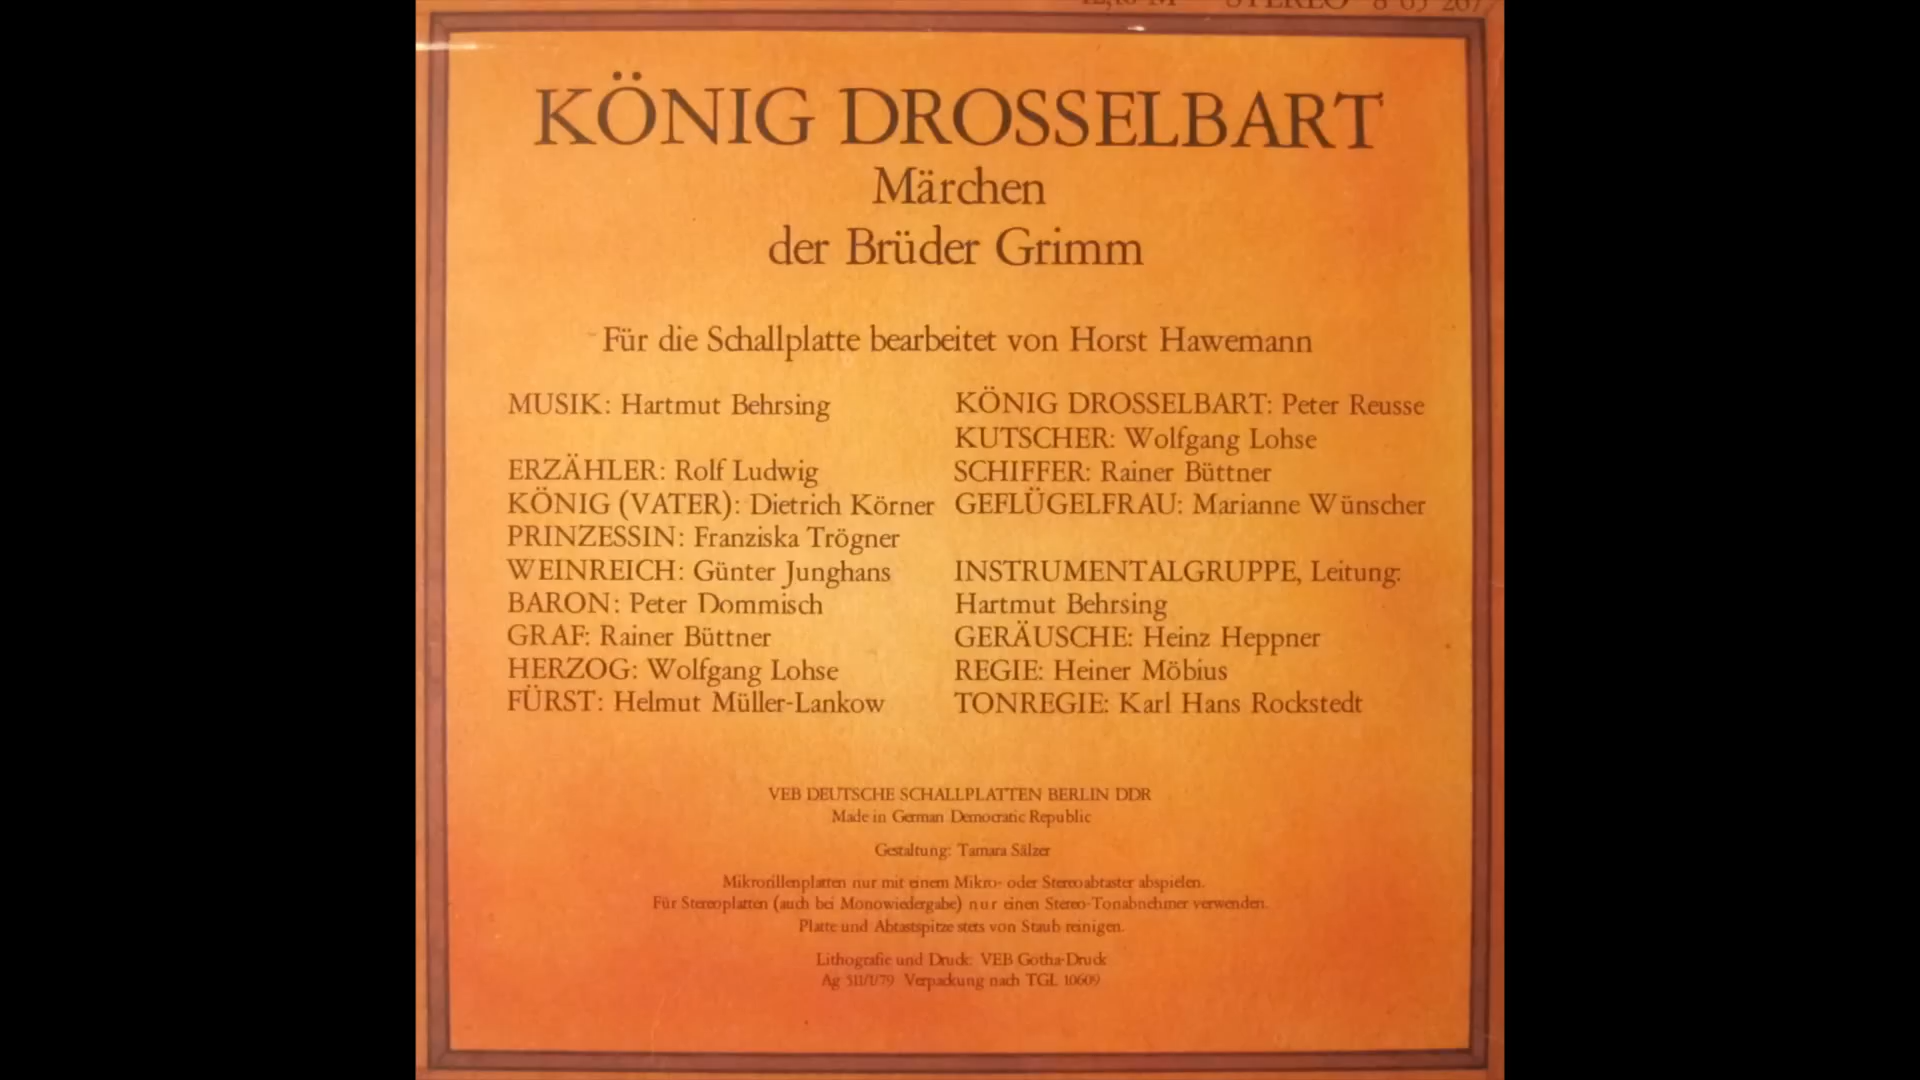 KÖNIG DROSSELBART
Märchen
der Brüder Grimm
Für die Schallplatte bearbeitet von Horst Hawemann
MUSIK: Hartmut Behrsing
ERZÄHLER: Rolf Ludwig
KÖNIG (VATER): Dietrich Körner
PRINZESSIN: Franziska Trögner
WEINREICH: Günter Junghans
BARON: Peter Dommisch
GRAF: Rainer Büttner
HERZOG: Wolfgang Lohse
FÜRST: Helmut Müller-Lankow
KÖNIG DROSSELBART: Peter Reusse
KUTSCHER: Wolfgang Lohse
SCHIFFER: Rainer Büttner
GEFLÜGELFRAU: Marianne Wünscher
INSTRUMENTALGRUPPE, Leitung:
Hartmut Behrsing
GERÄUSCHE: Heinz Heppner
REGIE: Heiner Möbius
TONREGIE: Karl Hans Rockstedt
VEB DEUTSCHE SCHALLPLATTEN BERLIN DDR
Made in German Democratic Republic
Gestaltung: Tamara Sälzer
Mikrorillenplatten nur mit einem Mikro- oder Stereoabtaster abspielen.
Für Stereoplatten (auch bei Monowiedergabe) nur einen Stereo-Tonabnehmer verwenden.
Platte und Abtastspitze stets von Staub reinigen.
Lithografie und Druck: VEB Gotha-Druck
Ag 511/1/79 Verpackung nach TGL 10609